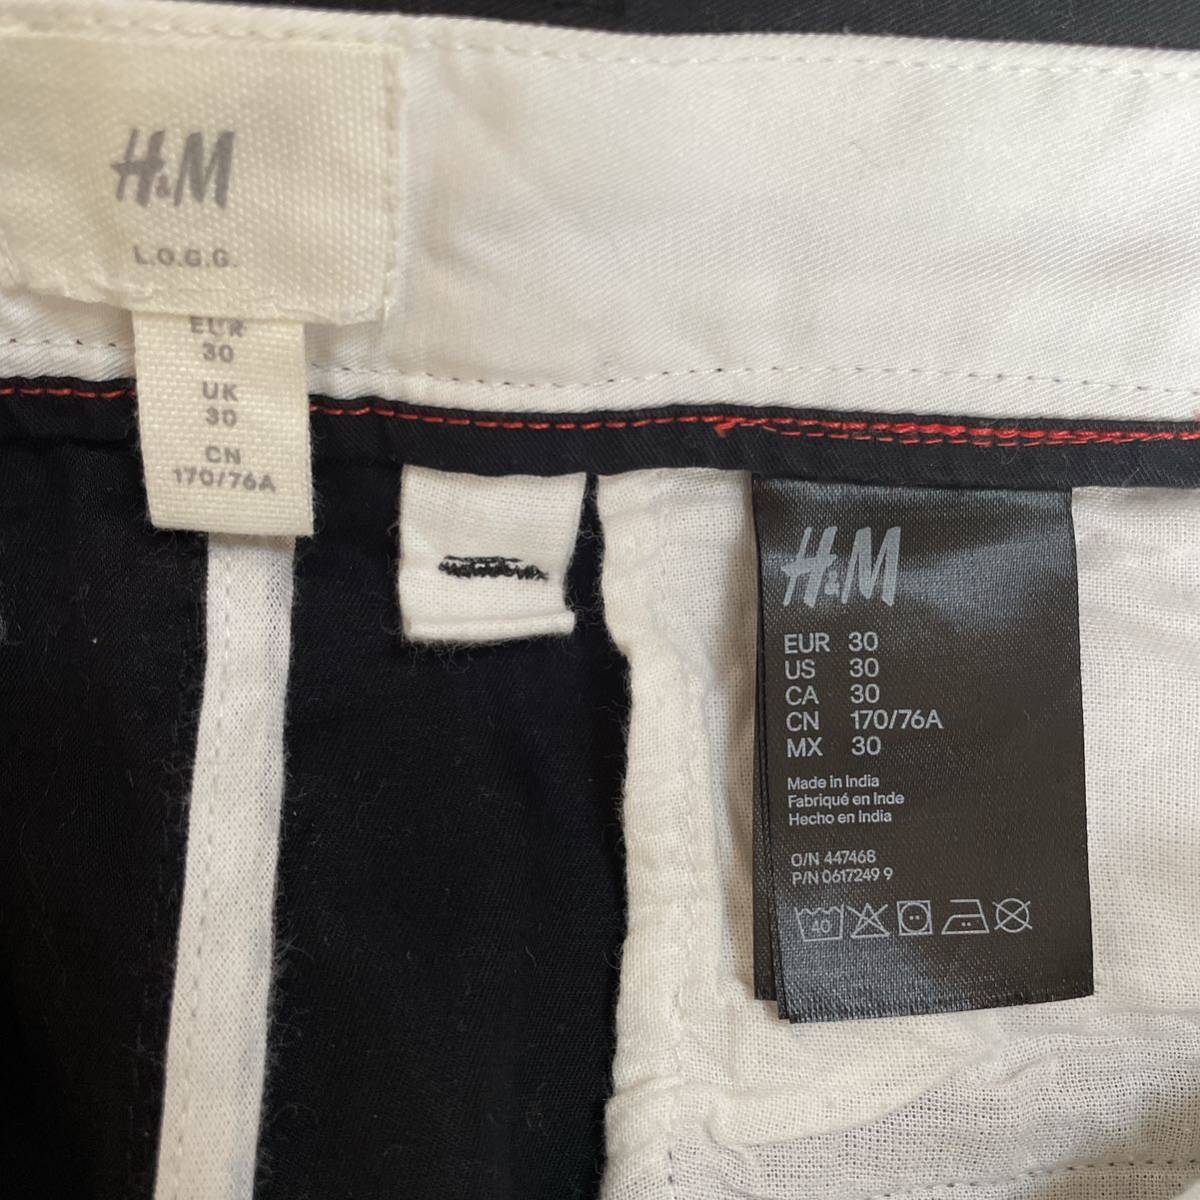 H&M
L.O.G.G.
EUR
30
UK
30
CN
170/76A
H&M
EUR 30
US 30
CA 30
CN 170/76A
MX 30
Made in India
Fabriqué en Inde
Hecho en India
O/N 447468
P/N 0617249 9
40